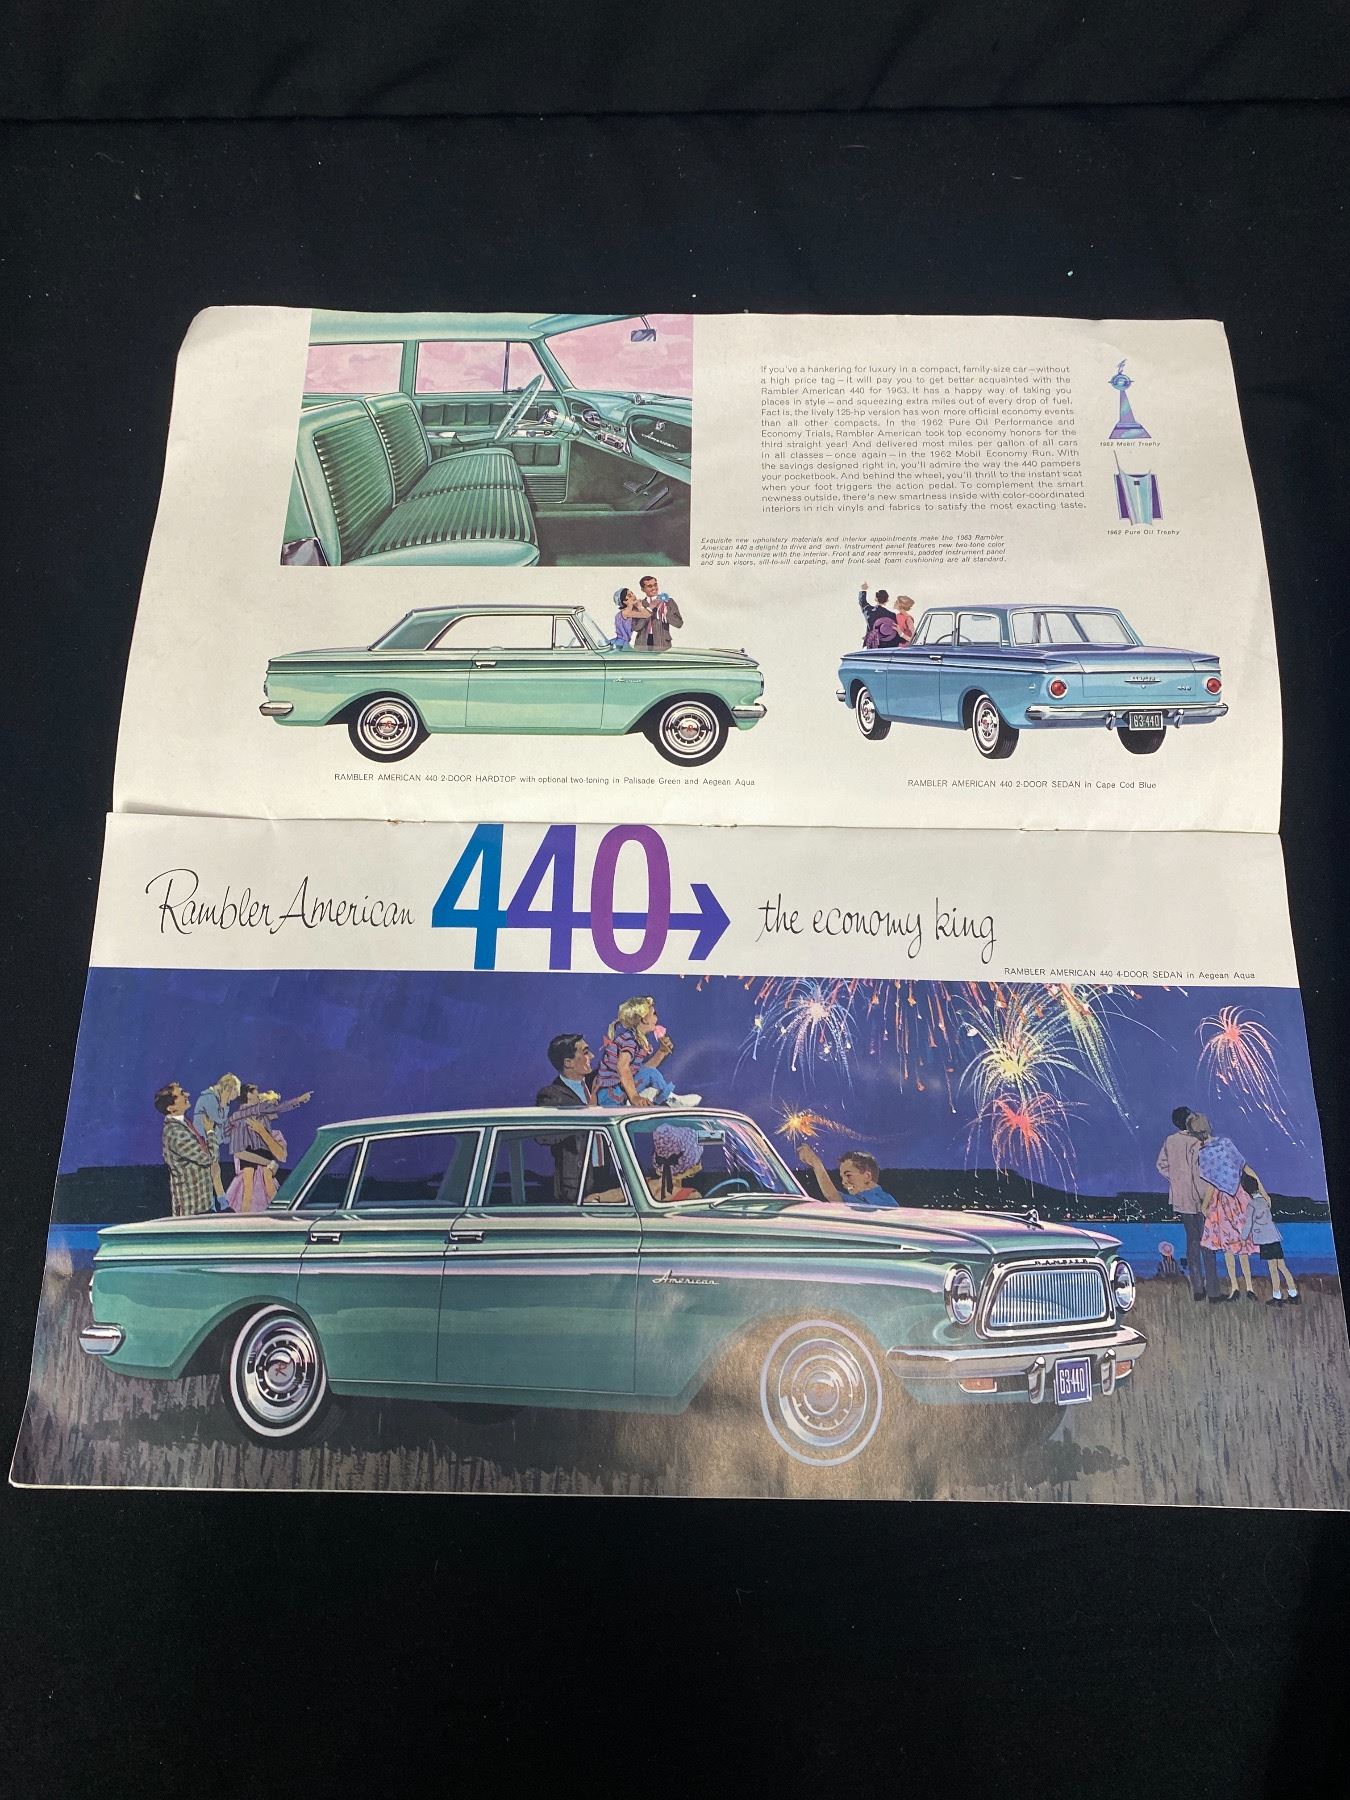 American
If you've a hankering for luxury in a compact, family-size car—without
a high price tag—it will pay you to get better acquainted with the
Rambler American 440 for 1963. It has a happy way of taking you
places in style—and squeezing extra miles out of every drop of fuel.
Fact is, the lively 125-hp version has won more official economy events
than all other compacts. In the 1962 Pure Oil Performance and
Economy Trials, Rambler American took top economy honors for the
third straight year! And delivered most miles per gallon of all cars
in all classes—once again—in the 1962 Mobil Economy Run. With
the savings designed right in, you'll admire the way the 440 pampers
your pocketbook. And behind the wheel, you'll thrill to the instant scat
when your foot triggers the action pedal. To complement the smart
newness outside, there's new smartness inside with color-coordinated
interiors in rich vinyls and fabrics to satisfy the most exacting taste.
1962 Mobil Trophy
1962 Pure Oil Trophy
Exquisite new upholstery materials and interior appointments make the 1963 Rambler
American 440 a delight to drive and own. Instrument panel features new two-tone color
styling to harmonize with the interior. Front and rear armrests, padded instrument panel
and sun visors, sill-to-sill carpeting, and front-seat foam cushioning are all standard.
American
R
R
440
63-440
RAMBLER AMERICAN 440 2-DOOR HARDTOP with optional two-toning in Palisade Green and Aegean Aqua
RAMBLER AMERICAN 440 2-DOOR SEDAN in Cape Cod Blue
Rambler American 440 the economy king
RAMBLER AMERICAN 440 4-DOOR SEDAN in Aegean Aqua
RAMBLER
American
R
63-440